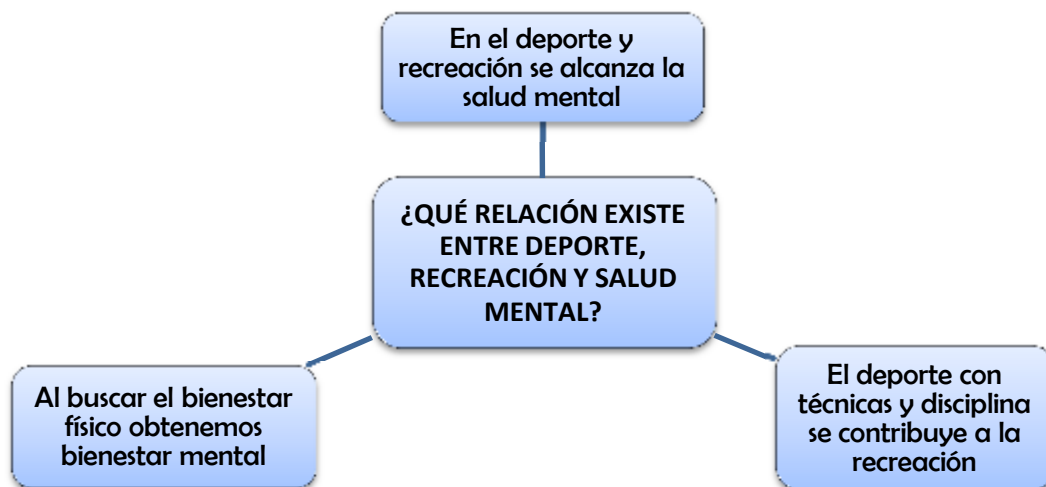 En el deporte y
recreación se alcanza la
salud mental
¿QUÉ RELACIÓN EXISTE
ENTRE DEPORTE,
RECREACIÓN Y SALUD
MENTAL?
Al buscar el bienestar
físico obtenemos
bienestar mental
El deporte con
técnicas y disciplina
se contribuye a la
recreación